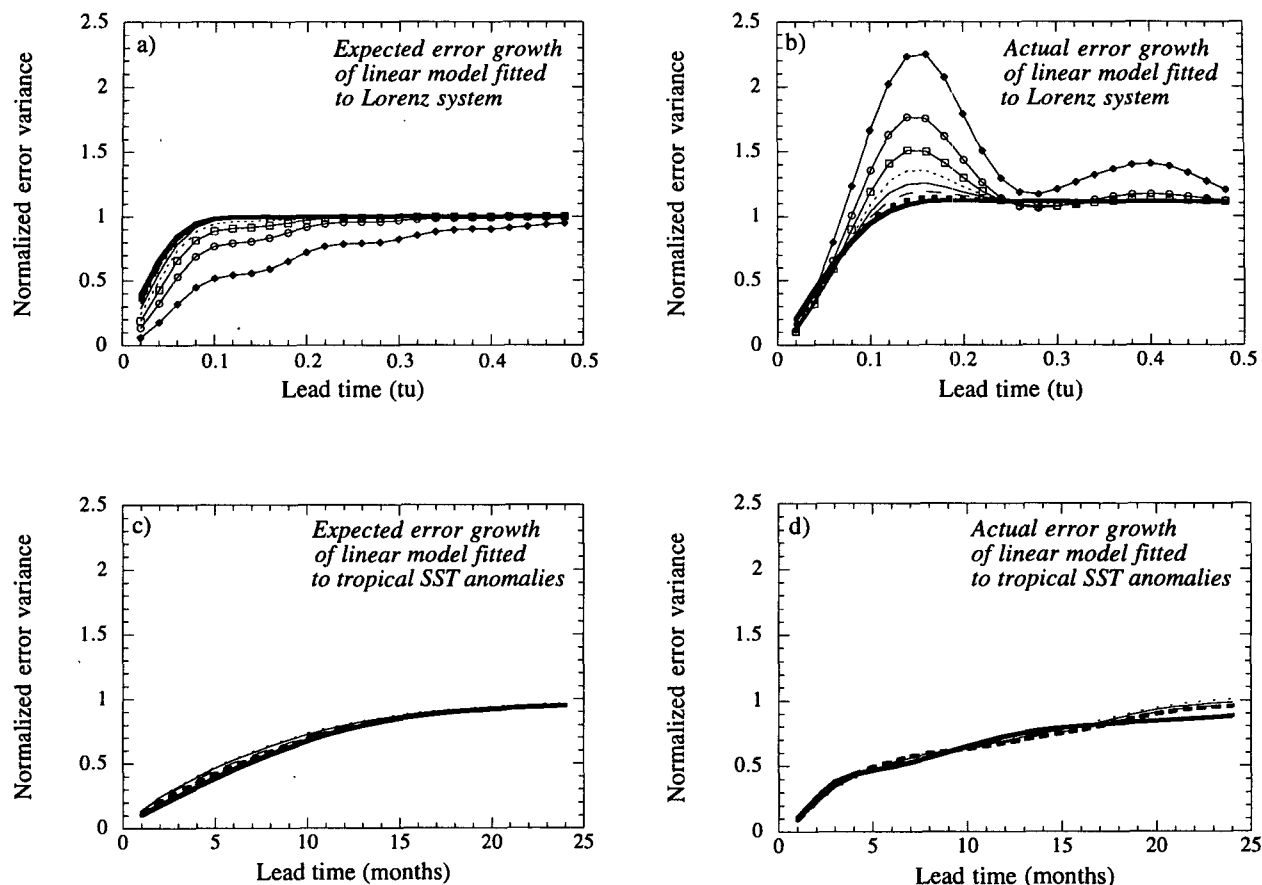 a)
Expected error growth
of linear model fitted
to Lorenz system
Normalized error variance
2.5
2
1.5
1
0.5
0
0
0.1
0.2
0.3
0.4
0.5
Lead time (tu)
b)
Actual error growth
of linear model fitted
to Lorenz system
Normalized error variance
2.5
2
1.5
1
0.5
0
0
0.1
0.2
0.3
0.4
0.5
Lead time (tu)
c)
Expected error growth
of linear model fitted
to tropical SST anomalies
Normalized error variance
2.5
2
1.5
1
0.5
0
0
5
10
15
20
25
Lead time (months)
d)
Actual error growth
of linear model fitted
to tropical SST anomalies
Normalized error variance
2.5
2
1.5
1
0.5
0
0
5
10
15
20
25
Lead time (months)